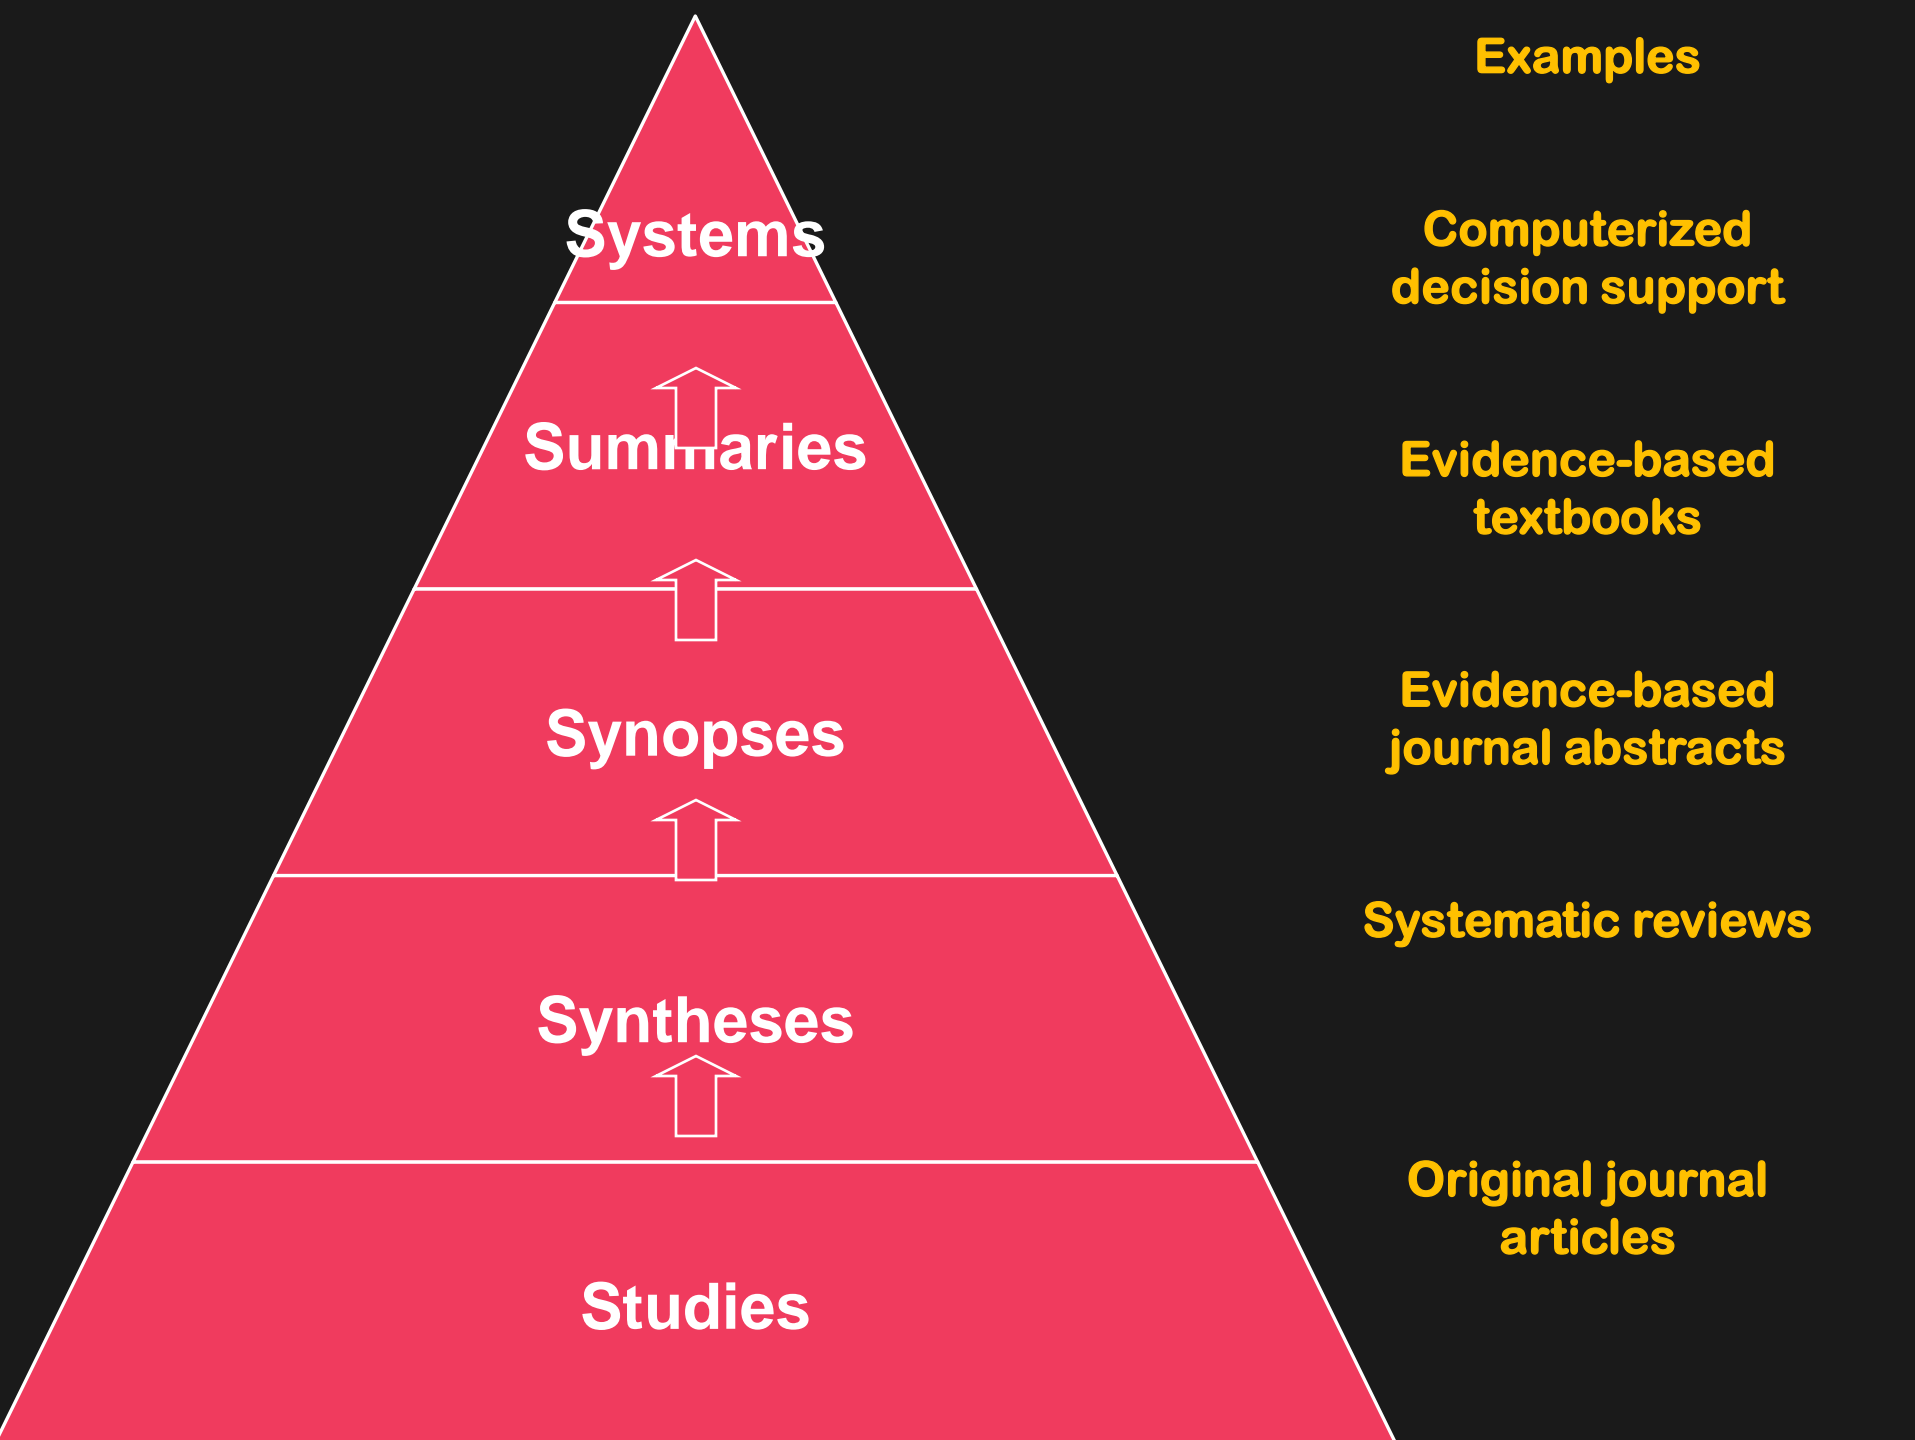 Examples
Systems
Computerized
decision support
Summaries
Evidence-based
textbooks
Synopses
Evidence-based
journal abstracts
Syntheses
Systematic reviews
Studies
Original journal
articles